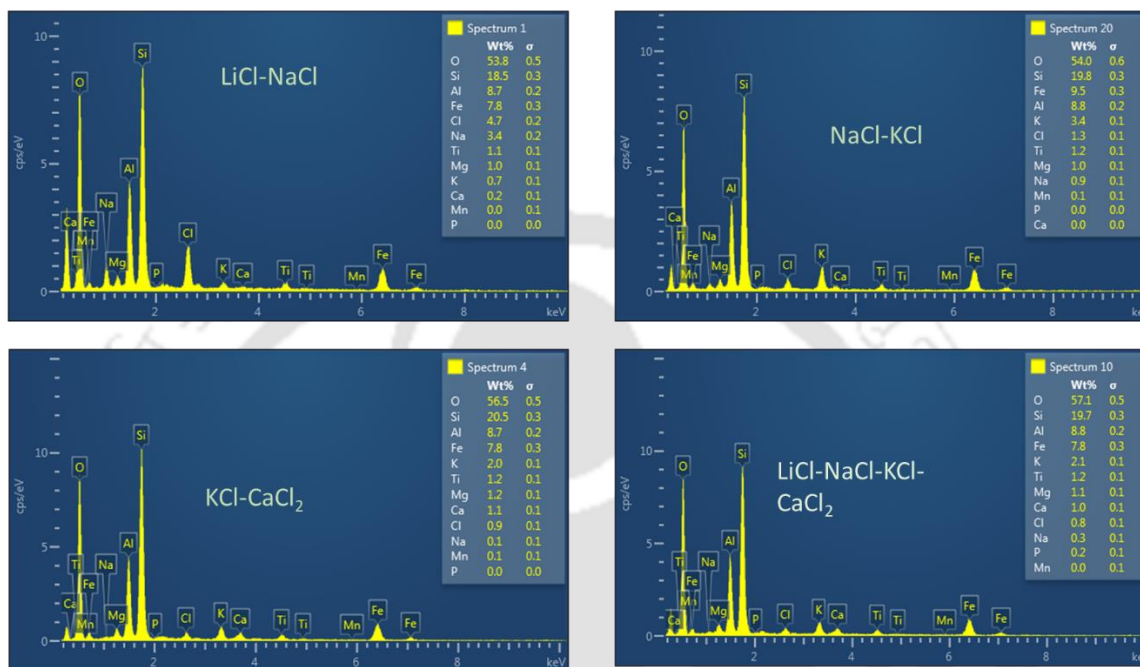 Spectrum 1
Wt% σ
O 53.8 0.5
Si 18.5 0.3
Al 8.7 0.2
Fe 7.8 0.3
Cl 4.7 0.2
Na 3.4 0.2
Ti 1.1 0.1
Mg 1.0 0.1
K 0.7 0.1
Ca 0.2 0.1
Mn 0.0 0.1
P 0.0 0.0
LiCl-NaCl
cps/eV
10
5
0
Ca Ti Mn Fe O Na Mg Al Si P Cl K Ca Ti Ti Mn Fe Fe
2 4 6 8 keV
Spectrum 20
Wt% σ
O 54.0 0.6
Si 19.8 0.3
Fe 9.5 0.3
Al 8.8 0.2
K 3.4 0.1
Cl 1.3 0.1
Ti 1.2 0.1
Mg 1.0 0.1
Na 0.9 0.1
Mn 0.1 0.1
P 0.0 0.0
Ca 0.0 0.0
NaCl-KCl
cps/eV
10
5
0
Ca Ti Mn Fe O Na Mg Al Si P Cl K Ca Ti Ti Mn Fe Fe
2 4 6 8 keV
Spectrum 4
Wt% σ
O 56.5 0.5
Si 20.5 0.3
Al 8.7 0.2
Fe 7.8 0.3
K 2.0 0.1
Ti 1.2 0.1
Mg 1.2 0.1
Ca 1.1 0.1
Cl 0.9 0.1
Na 0.1 0.1
Mn 0.1 0.1
P 0.0 0.0
KCl-CaCl₂
cps/eV
10
5
0
Ca Ti Mn Fe O Na Mg Al Si P Cl K Ca Ti Ti Mn Fe Fe
2 4 6 8 keV
Spectrum 10
Wt% σ
O 57.1 0.5
Si 19.7 0.3
Al 8.8 0.2
Fe 7.8 0.3
K 2.1 0.1
Ti 1.2 0.1
Mg 1.1 0.1
Ca 1.0 0.1
Cl 0.8 0.1
Na 0.3 0.1
P 0.2 0.1
Mn 0.0 0.1
LiCl-NaCl-KCl-
CaCl₂
cps/eV
10
5
0
Ca Ti Mn Fe O Na Mg Al Si P Cl K Ca Ti Ti Mn Fe Fe
2 4 6 8 keV